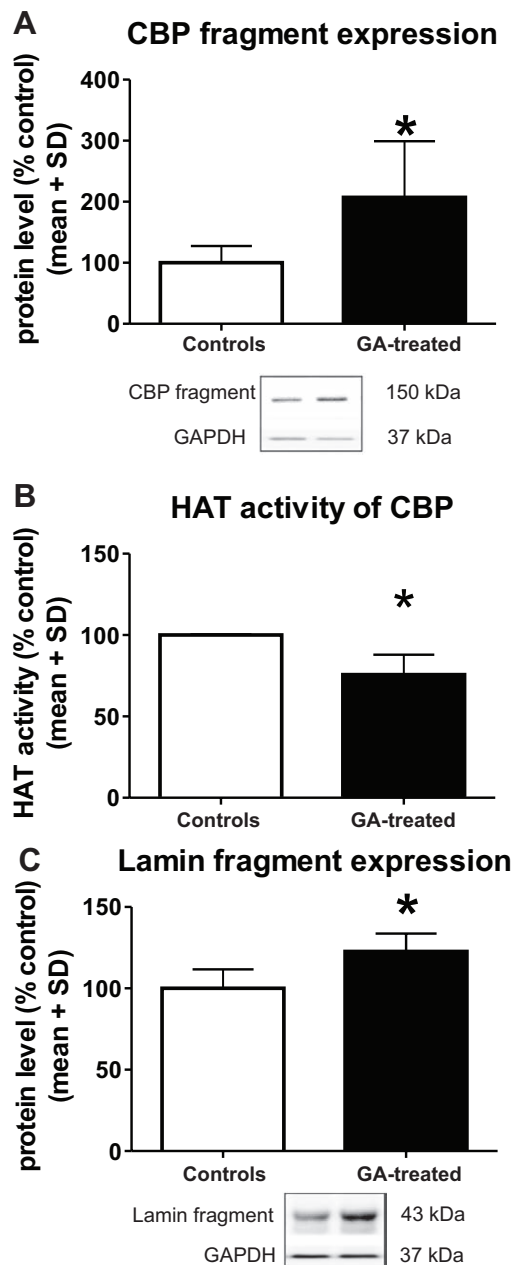 A CBP fragment expression
protein level (% control)
(mean + SD)
400
300
200
100
0
*
Controls GA-treated
CBP fragment 150 kDa
GAPDH 37 kDa
B HAT activity of CBP
HAT activity (% control)
(mean + SD)
150
100
50
0
*
Controls GA-treated
C Lamin fragment expression
protein level (% control)
(mean + SD)
150
100
50
0
*
Controls GA-treated
Lamin fragment 43 kDa
GAPDH 37 kDa